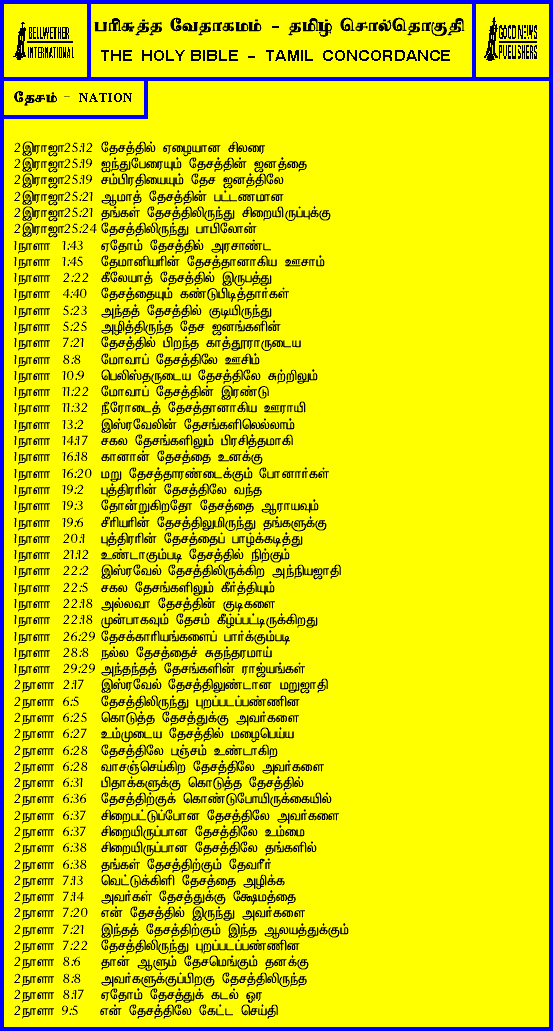 BELLWETHER
INTERNATIONAL
பரிசுத்த வேதாகமம் - தமிழ் சொல்தொகுதி
THE HOLY BIBLE - TAMIL CONCORDANCE
GOOD NEWS
PUBLISHERS
தேசம் - NATION
2இராஜா25:12 தேசத்தில் ஏழையான சிலரை
2இராஜா25:19 ஐந்துபேரையும் தேசத்தின் ஜனத்தை
2இராஜா25:19 சம்பிரதியையும் தேச ஜனத்திலே
2இராஜா25:21 ஆமாத் தேசத்தின் பட்டணமான
2இராஜா25:21 தங்கள் தேசத்திலிருந்து சிறையிருப்புக்கு
2இராஜா25:24 தேசத்திலிருந்து பாபிலோன்
1நாளா 1:43 ஏதோம் தேசத்தில் அரசாண்ட
1நாளா 1:45 தேமானியரின் தேசத்தானாகிய ஊசாம்
1நாளா 2:22 கீலேயாத் தேசத்தில் இருபத்து
1நாளா 4:40 தேசத்தையும் கண்டுபிடித்தார்கள்
1நாளா 5:23 அந்தத் தேசத்தில் குடியிருந்து
1நாளா 5:25 அழித்திருந்த தேச ஜனங்களின்
1நாளா 7:21 தேசத்தில் பிறந்த காத்தூராருடைய
1நாளா 8:8 மோவாப் தேசத்திலே ஊசிம்
1நாளா 10:9 பெலிஸ்தருடைய தேசத்திலே சுற்றிலும்
1நாளா 11:22 மோவாப் தேசத்தின் இரண்டு
1நாளா 11:32 நீரோடைத் தேசத்தானாகிய ஊராயி
1நாளா 13:2 இஸ்ரவேலின் தேசங்களிலெல்லாம்
1நாளா 14:17 சகல தேசங்களிலும் பிரசித்தமாகி
1நாளா 16:18 கானான் தேசத்தை உனக்கு
1நாளா 16:20 மறு தேசத்தாரண்டைக்கும் போனார்கள்
1நாளா 19:2 புத்திரரின் தேசத்திலே வந்த
1நாளா 19:3 தோன்றுகிறதோ தேசத்தை ஆராயவும்
1நாளா 19:6 சீரியரின் தேசத்திலுமிருந்து தங்களுக்கு
1நாளா 20:1 புத்திரரின் தேசத்தைப் பாழ்க்கடித்து
1நாளா 21:12 உண்டாகும்படி தேசத்தில் நிற்கும்
1நாளா 22:2 இஸ்ரவேல் தேசத்திலிருக்கிற அந்நியஜாதி
1நாளா 22:5 சகல தேசங்களிலும் கீர்த்தியும்
1நாளா 22:18 அல்லவா தேசத்தின் குடிகளை
1நாளா 22:18 முன்பாகவும் தேசம் கீழ்ப்பட்டிருக்கிறது
1நாளா 26:29 தேசக்காரியங்களைப் பார்க்கும்படி
1நாளா 28:8 நல்ல தேசத்தைச் சுதந்தரமாய்
1நாளா 29:29 அந்தந்தத் தேசங்களின் ராஜ்யங்கள்
2நாளா 2:17 இஸ்ரவேல் தேசத்திலுண்டான மறுஜாதி
2நாளா 6:5 தேசத்திலிருந்து புறப்படப்பண்ணின
2நாளா 6:25 கொடுத்த தேசத்துக்கு அவர்களை
2நாளா 6:27 உம்முடைய தேசத்தில் மழைபெய்ய
2நாளா 6:28 தேசத்திலே பஞ்சம் உண்டாகிற
2நாளா 6:28 வாசஞ்செய்கிற தேசத்திலே அவர்களை
2நாளா 6:31 பிதாக்களுக்கு கொடுத்த தேசத்தில்
2நாளா 6:36 தேசத்திற்குக் கொண்டுபோயிருக்கையில்
2நாளா 6:37 சிறைபட்டுப்போன தேசத்திலே அவர்களை
2நாளா 6:37 சிறையிருப்பான தேசத்திலே உம்மை
2நாளா 6:38 சிறையிருப்பான தேசத்திலே தங்களில்
2நாளா 6:38 தங்கள் தேசத்திற்கும் தேவரீர்
2நாளா 7:13 வெட்டுக்கிளி தேசத்தை அழிக்க
2நாளா 7:14 அவர்கள் தேசத்துக்கு க்ஷேமத்தை
2நாளா 7:20 என் தேசத்தில் இருந்து அவர்களை
2நாளா 7:21 இந்தத் தேசத்திற்கும் இந்த ஆலயத்துக்கும்
2நாளா 7:22 தேசத்திலிருந்து புறப்படப்பண்ணின
2நாளா 8:6 தான் ஆளும் தேசமெங்கும் தனக்கு
2நாளா 8:8 அவர்களுக்குப்பிறகு தேசத்திலிருந்த
2நாளா 8:17 ஏதோம் தேசத்துக் கடல் ஓர
2நாளா 9:5 என் தேசத்திலே கேட்ட செய்தி